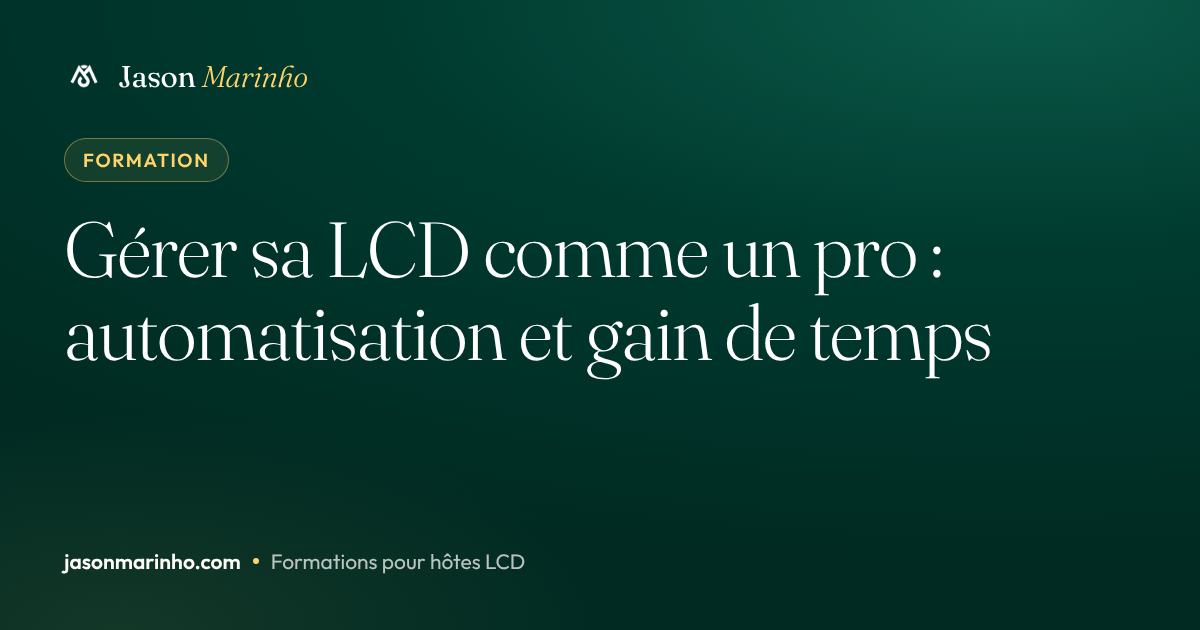 Jason Marinho
FORMATION
Gérer sa LCD comme un pro :
automatisation et gain de temps
jasonmarinho.com • Formations pour hôtes LCD